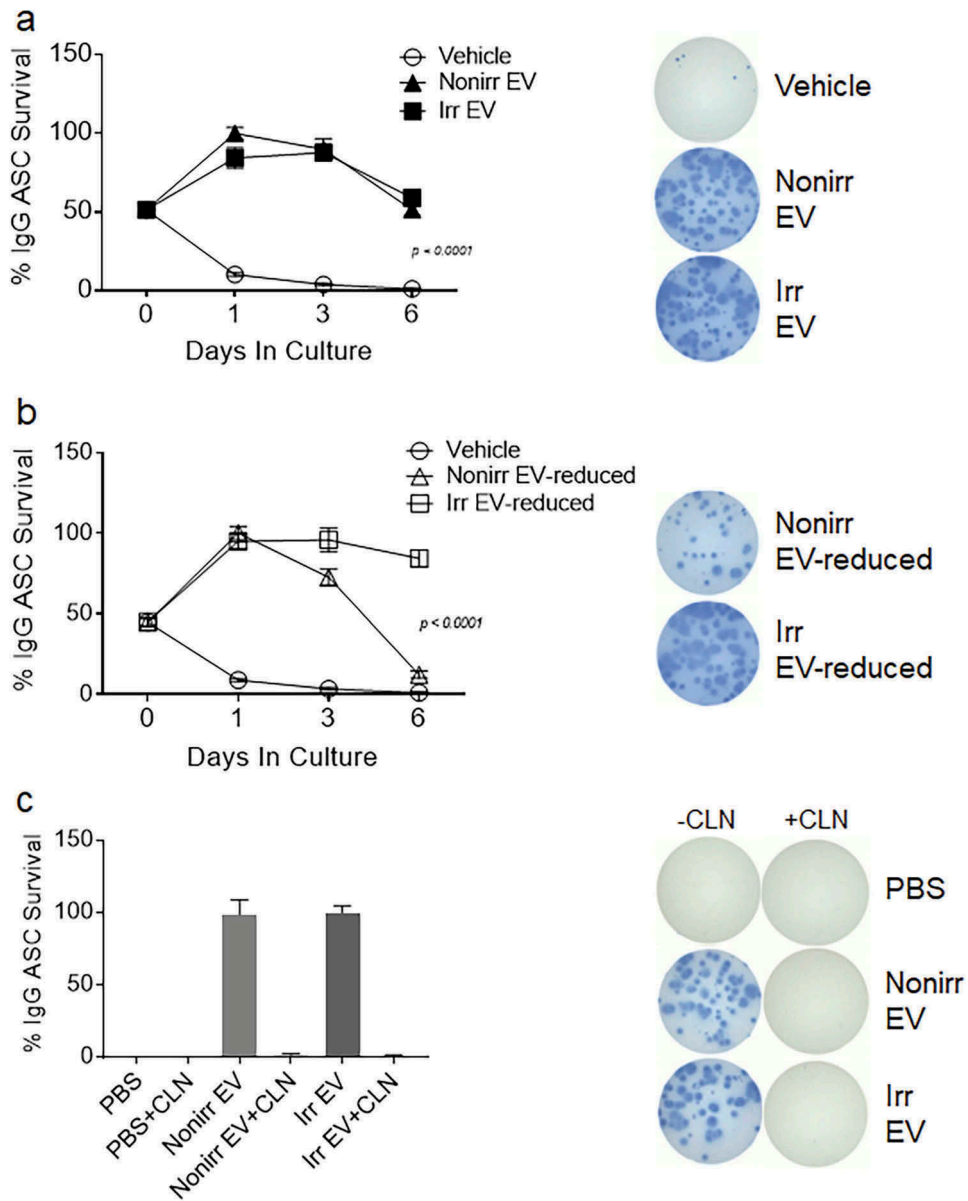 a
% IgG ASC Survival
150
100
50
0
0 1 3 6
Days In Culture
Vehicle
Nonirr EV
Irr EV
p < 0.0001
Vehicle
Nonirr
EV
Irr
EV
b
% IgG ASC Survival
150
100
50
0
0 1 3 6
Days In Culture
Vehicle
Nonirr EV-reduced
Irr EV-reduced
p < 0.0001
Nonirr
EV-reduced
Irr
EV-reduced
c
% IgG ASC Survival
150
100
50
0
PBS
PBS+CLN
Nonirr EV
Nonirr EV+CLN
Irr EV
Irr EV+CLN
-CLN +CLN
PBS
Nonirr
EV
Irr
EV